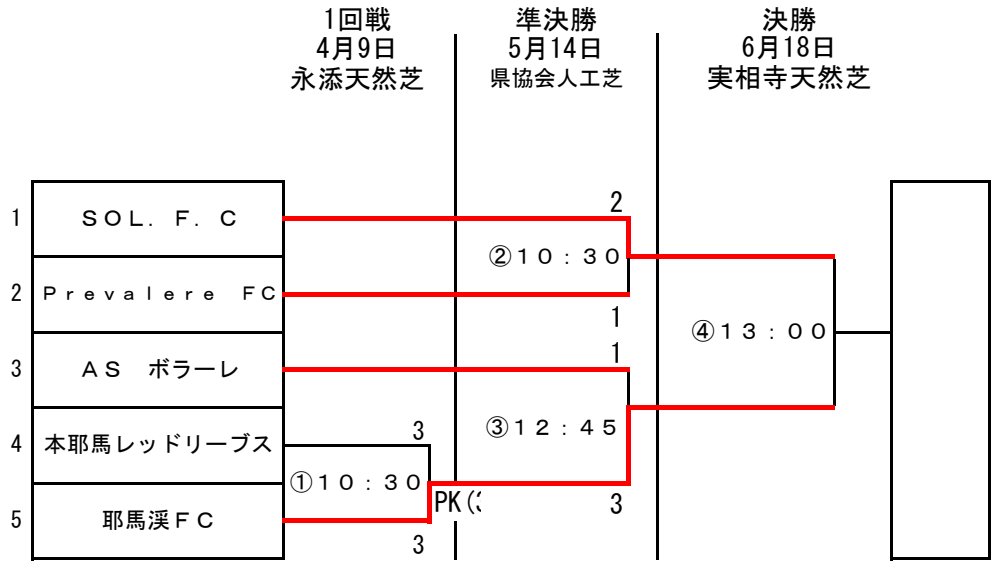 1回戦
4月9日
永添天然芝
準決勝
5月14日
県協会人工芝
決勝
6月18日
実相寺天然芝
1 ＳＯＬ．Ｆ．Ｃ 2
②１０：３０
2 Ｐｒｅｖａｌｅｒｅ　ＦＣ 1
④１３：００
3 ＡＳ　ボラーレ 1
③１２：４５
4 本耶馬レッドリーブス 3
①１０：３０
PK( 3
5 耶馬渓ＦＣ 3